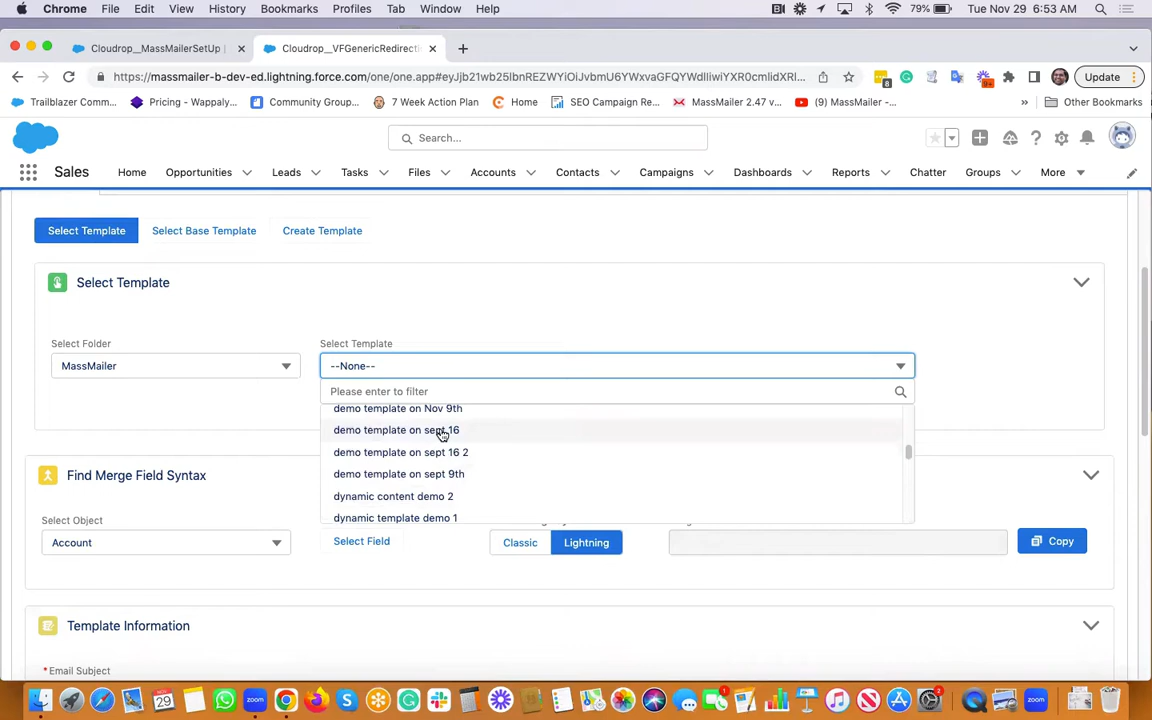 Chrome File Edit View History Bookmarks Profiles Tab Window Help 79% Tue Nov 29 6:53 AM
Cloudrop__MassMailerSetUp | Cloudrop__VFGenericRedirecti
https://massmailer-b-dev-ed.lightning.force.com/one/one.app#eyJjb21wb25lbnREZWYiOiJvbmU6YWxvaGFQYWdlIiwiYXR0cmlidXRl... Update
Trailblazer Comm... Pricing - Wappaly... Community Group... 7 Week Action Plan Home SEO Campaign Re... MassMailer 2.47 v... (9) MassMailer -... » Other Bookmarks
Search...
Sales Home Opportunities Leads Tasks Files Accounts Contacts Campaigns Dashboards Reports Chatter Groups More
Select Template Select Base Template Create Template
Select Template
Select Folder Select Template
MassMailer --None--
Please enter to filter
demo template on Nov 9th
demo template on sept 16
demo template on sept 16 2
demo template on sept 9th
dynamic content demo 2
dynamic template demo 1
Find Merge Field Syntax
Select Object
Account Select Field Classic Lightning Copy
Template Information
*Email Subject